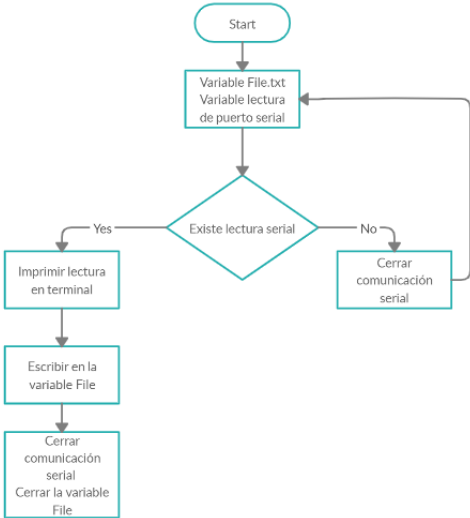 Start
Variable File.txt
Variable lectura
de puerto serial
Existe lectura serial
Yes
No
Imprimir lectura
en terminal
Cerrar
comunicación
serial
Escribir en la
variable File
Cerrar
comunicación
serial
Cerrar la variable
File